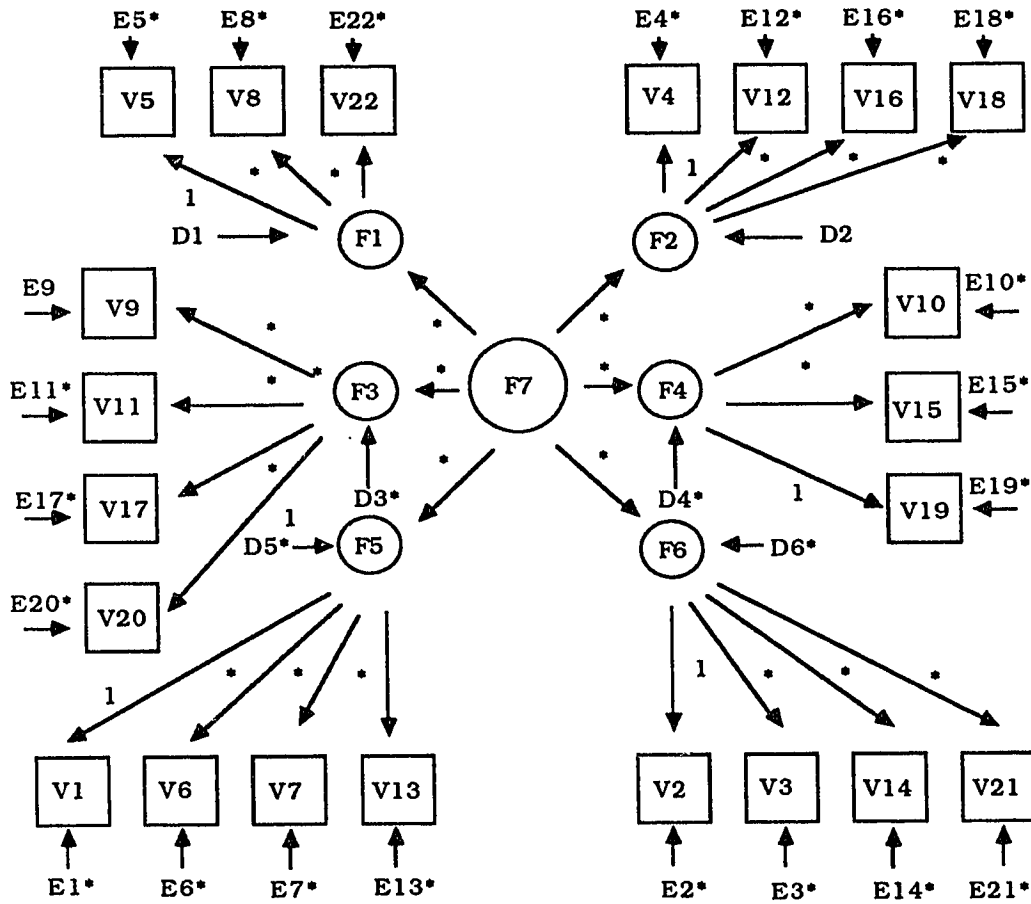 E5* E8* E22* E4* E12* E16* E18*
V5 V8 V22 V4 V12 V16 V18
* * 1 * * *
1
D1 F1 F2 D2
E9 V9 V10 E10*
* * * *
* * * * *
E11* V11 F3 F7 F4 V15 E15*
* * *
E17* V17 D3* D4* 1 V19 E19*
1
D5* F5 F6 D6*
E20* V20
1 * * * 1 * * *
V1 V6 V7 V13 V2 V3 V14 V21
E1* E6* E7* E13* E2* E3* E14* E21*